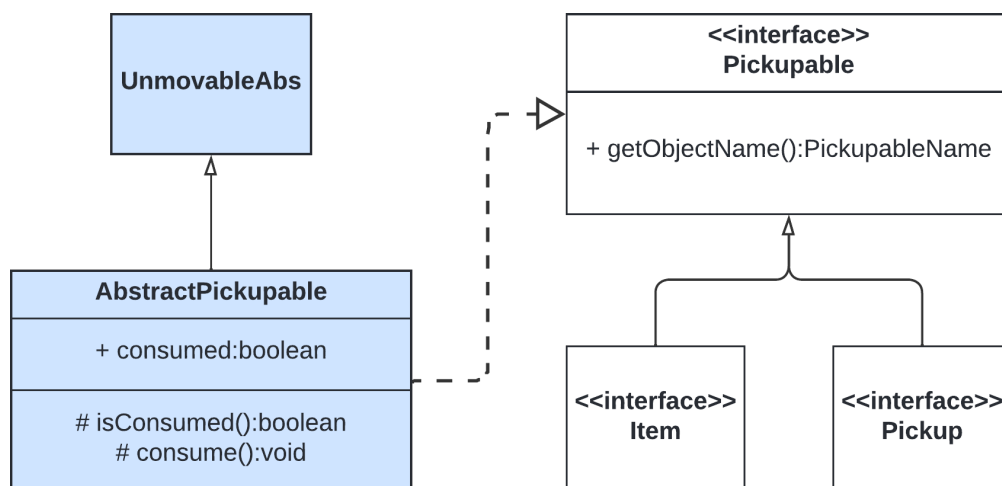 UnmovableAbs
<<interface>>
Pickupable
+ getObjectName():PickupableName
AbstractPickupable
+ consumed:boolean
# isConsumed():boolean
# consume():void
<<interface>>
Item
<<interface>>
Pickup